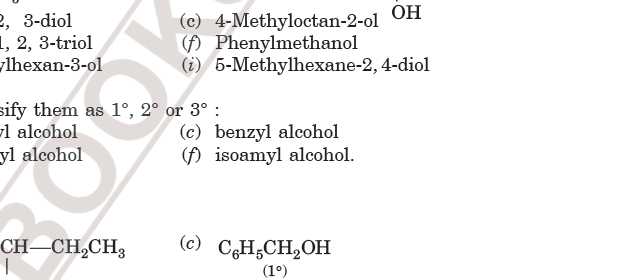 2, 3-diol (c) 4-Methyloctan-2-ol OH
1, 2, 3-triol (f) Phenylmethanol
ylhexan-3-ol (i) 5-Methylhexane-2, 4-diol
sify them as 1°, 2° or 3° :
yl alcohol (c) benzyl alcohol
yl alcohol (f) isoamyl alcohol.
CH—CH₂CH₃ (c) C₆H₅CH₂OH
(1°)